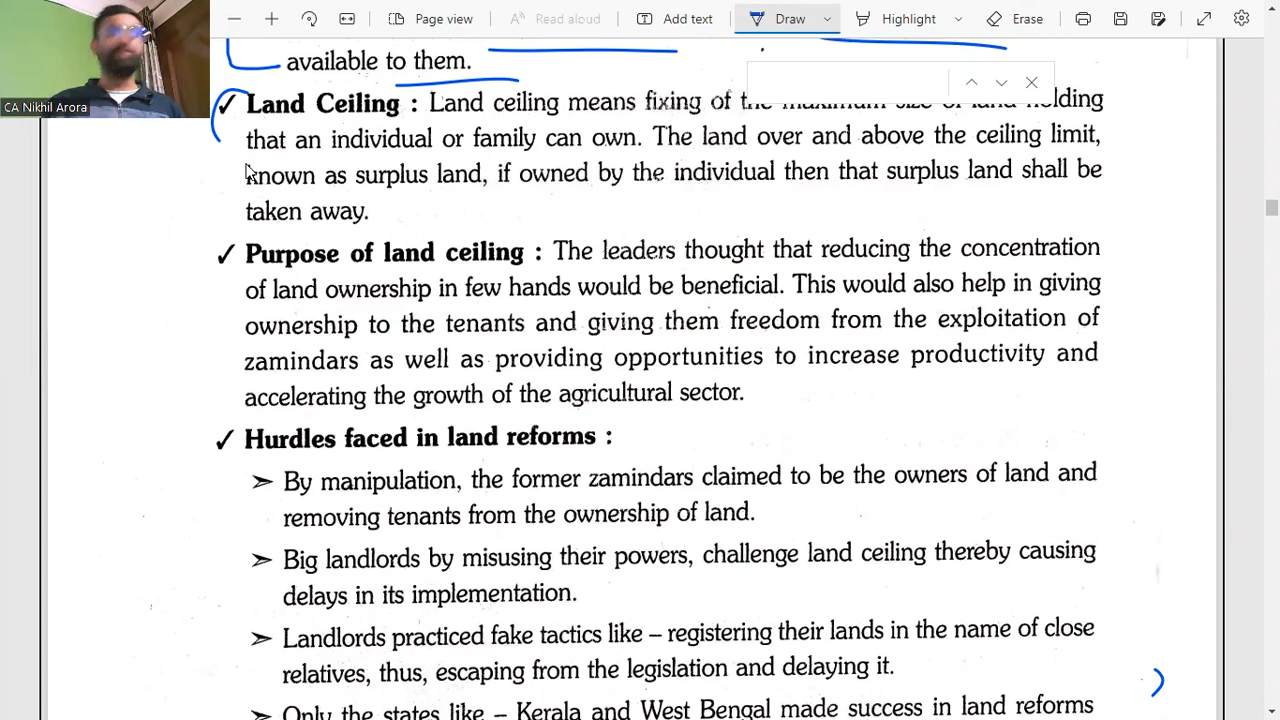 Page view
Read aloud
Add text
Draw
Highlight
Erase
CA Nikhil Arora
available to them.
✓ Land Ceiling : Land ceiling means fixing of the maximum size of land holding
that an individual or family can own. The land over and above the ceiling limit,
known as surplus land, if owned by the individual then that surplus land shall be
taken away.
✓ Purpose of land ceiling : The leaders thought that reducing the concentration
of land ownership in few hands would be beneficial. This would also help in giving
ownership to the tenants and giving them freedom from the exploitation of
zamindars as well as providing opportunities to increase productivity and
accelerating the growth of the agricultural sector.
✓ Hurdles faced in land reforms :
➢ By manipulation, the former zamindars claimed to be the owners of land and
removing tenants from the ownership of land.
➢ Big landlords by misusing their powers, challenge land ceiling thereby causing
delays in its implementation.
➢ Landlords practiced fake tactics like – registering their lands in the name of close
relatives, thus, escaping from the legislation and delaying it.
➢ Only the states like – Kerala and West Bengal made success in land reforms